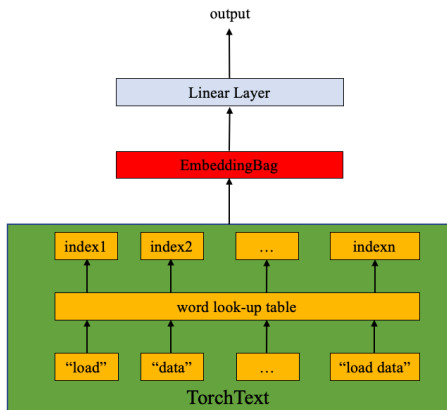 output
Linear Layer
EmbeddingBag
index1 index2 … indexn
word look-up table
“load” “data” … “load data”
TorchText